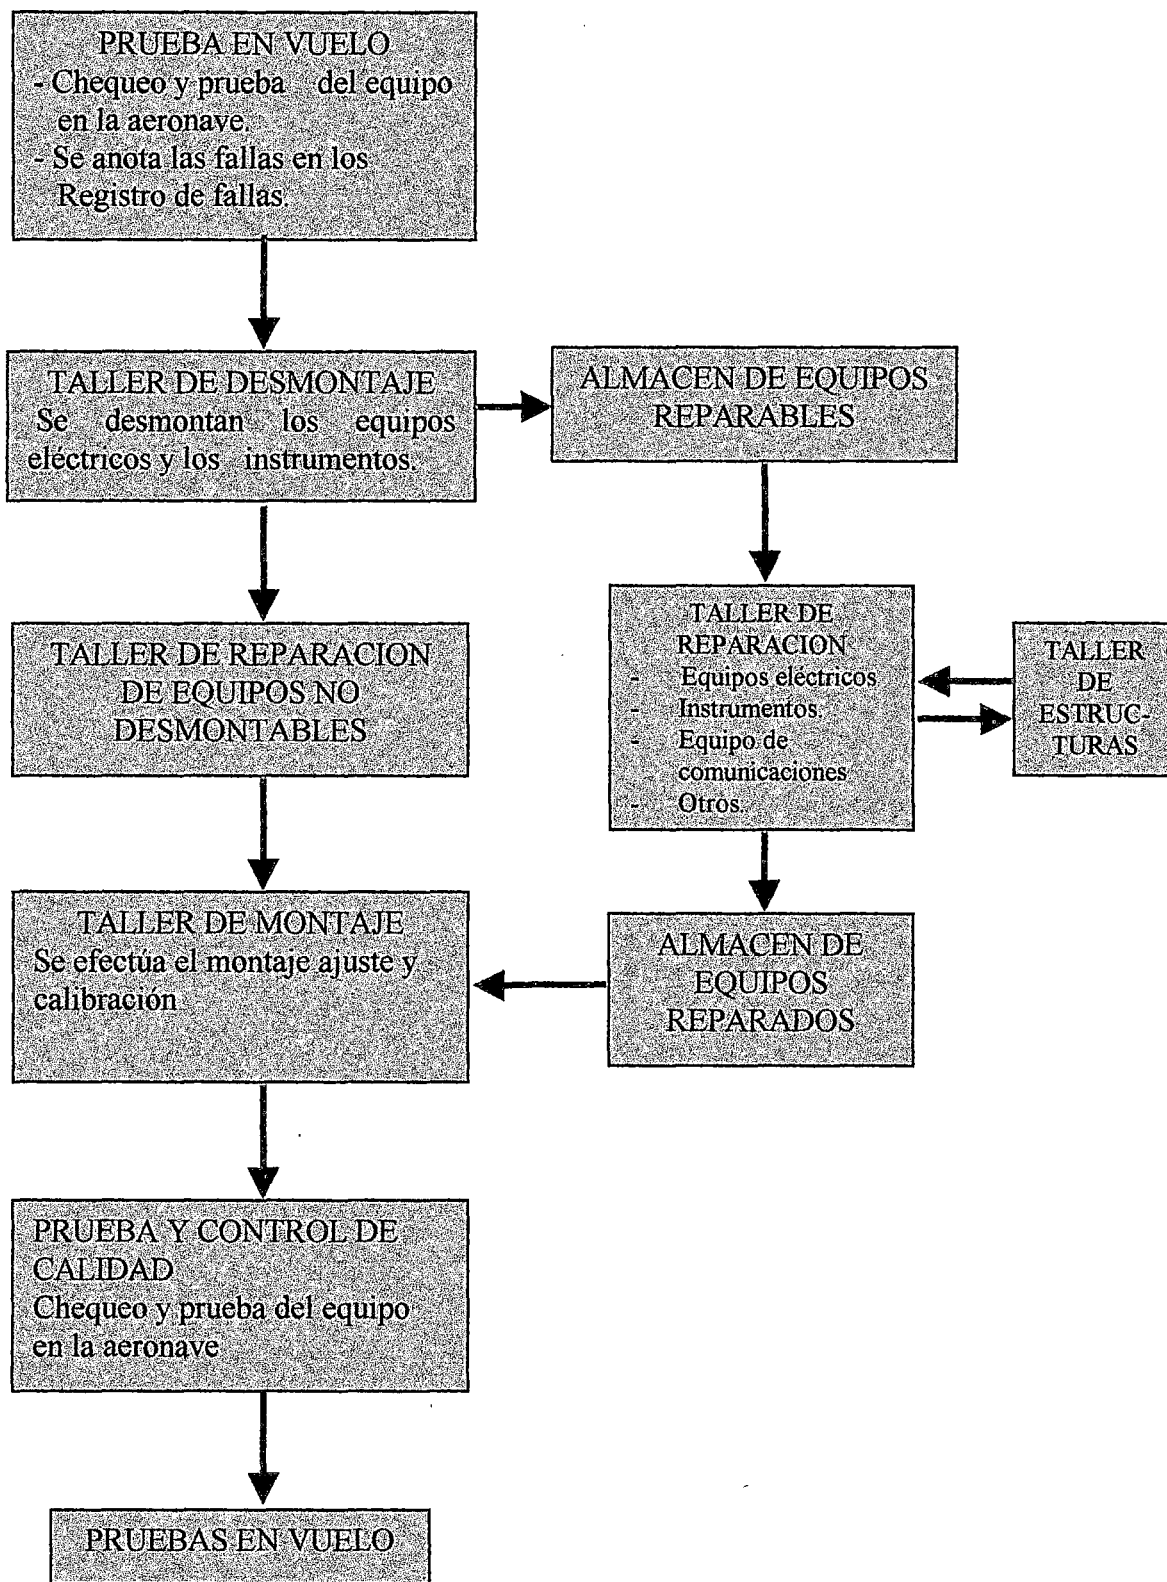 PRUEBA EN VUELO
- Chequeo y prueba del equipo
en la aeronave.
- Se anota las fallas en los
Registro de fallas.
TALLER DE DESMONTAJE
Se desmontan los equipos
eléctricos y los instrumentos.
ALMACEN DE EQUIPOS
REPARABLES
TALLER DE REPARACION
DE EQUIPOS NO
DESMONTABLES
TALLER DE
REPARACION
- Equipos eléctricos
- Instrumentos.
- Equipo de
comunicaciones
- Otros.
TALLER
DE
ESTRUC-
TURAS
TALLER DE MONTAJE
Se efectúa el montaje ajuste y
calibración
ALMACEN DE
EQUIPOS
REPARADOS
PRUEBA Y CONTROL DE
CALIDAD
Chequeo y prueba del equipo
en la aeronave
PRUEBAS EN VUELO